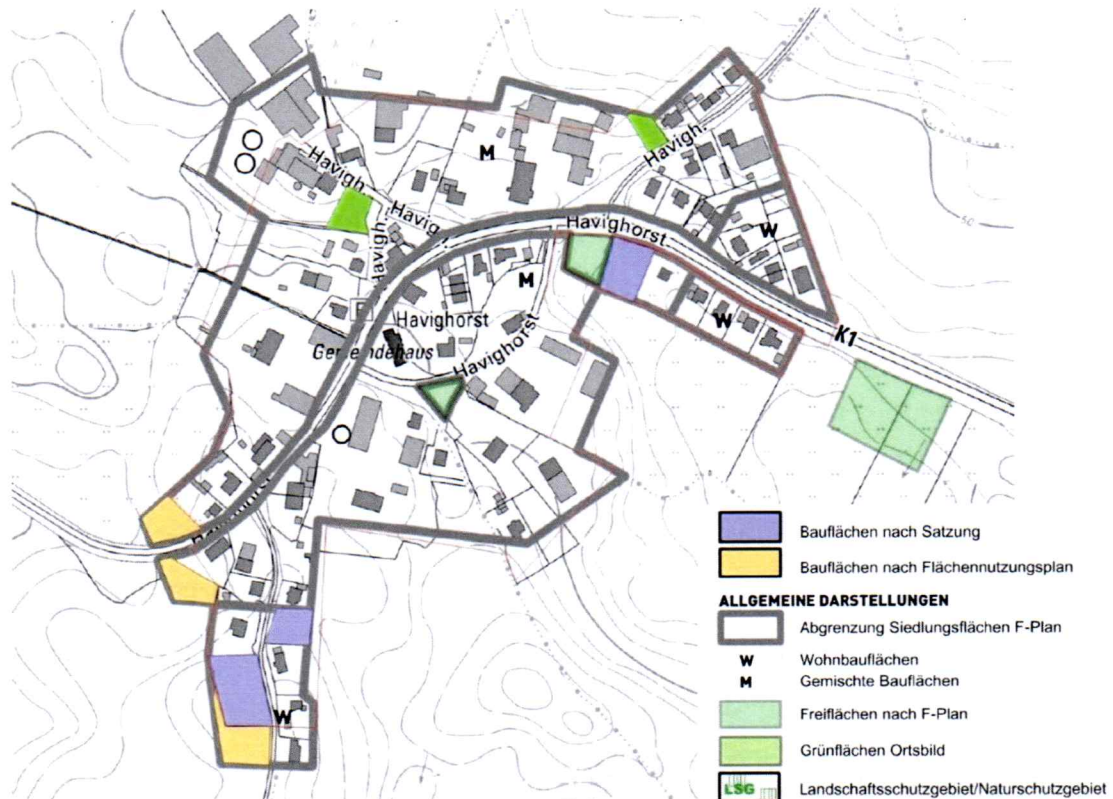 M
Havigh.
Havigh.
Havig
Havigh.
Havighorst
W
50
M
Havighorst
Gemeindehaus
Havighorst
W
K1
W
Bauflächen nach Satzung
Bauflächen nach Flächennutzungsplan
ALLGEMEINE DARSTELLUNGEN
Abgrenzung Siedlungsflächen F-Plan
W Wohnbauflächen
M Gemischte Bauflächen
Freiflächen nach F-Plan
Grünflächen Ortsbild
LSG Landschaftsschutzgebiet/Naturschutzgebiet